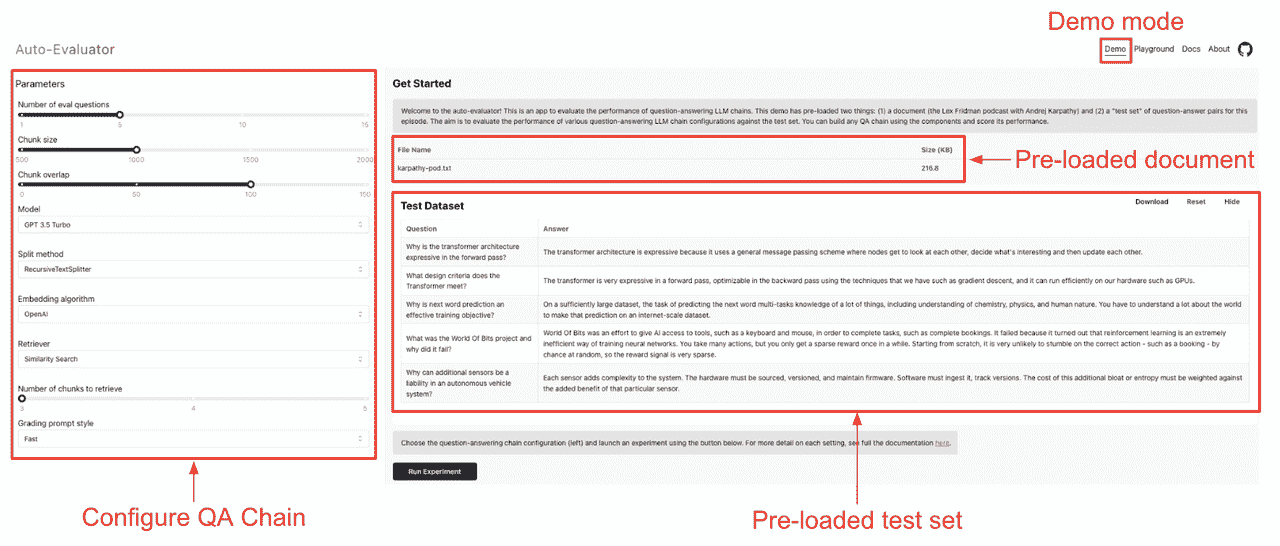 Demo mode
Auto-Evaluator
Demo
Playground
Docs
About
Parameters
Number of eval questions
1
5
10
15
Chunk size
500
1000
1500
2000
Chunk overlap
0
50
100
150
Model
GPT 3.5 Turbo
Split method
RecursiveTextSplitter
Embedding algorithm
OpenAI
Retriever
Similarity Search
Number of chunks to retrieve
3
4
5
Grading prompt style
Fast
Configure QA Chain
Get Started
Welcome to the auto-evaluator! This is an app to evaluate the performance of question-answering LLM chains. This demo has pre-loaded two things: (1) a document (the Lex Fridman podcast with Andrej Karpathy) and (2) a "test set" of question-answer pairs for this
episode. The aim is to evaluate the performance of various question-answering LLM chain configurations against the test set. You can build any QA chain using the components and score its performance.
File Name
Size (KB)
karpathy-pod.txt
216.8
Pre-loaded document
Test Dataset
Download
Reset
Hide
Question
Answer
Why is the transformer architecture
expressive in the forward pass?
The transformer architecture is expressive because it uses a general message passing scheme where nodes get to look at each other, decide what's interesting and then update each other.
What design criteria does the
Transformer meet?
The transformer is very expressive in a forward pass, optimizable in the backward pass using the techniques that we have such as gradient descent, and it can run efficiently on our hardware such as GPUs.
Why is next word prediction an
effective training objective?
On a sufficiently large dataset, the task of predicting the next word multi-tasks knowledge of a lot of things, including understanding of chemistry, physics, and human nature. You have to understand a lot about the world
to make that prediction on an internet-scale dataset.
What was the World Of Bits project and
why did it fail?
World Of Bits was an effort to give AI access to tools, such as a keyboard and mouse, in order to complete tasks, such as complete bookings. It failed because it turned out that reinforcement learning is an extremely
inefficient way of training neural networks. You take many actions, but you only get a sparse reward once in a while. Starting from scratch, it is very unlikely to stumble on the correct action - such as a booking - by
chance at random, so the reward signal is very sparse.
Why can additional sensors be a
liability in an autonomous vehicle
system?
Each sensor adds complexity to the system. The hardware must be sourced, versioned, and maintain firmware. Software must ingest it, track versions. The cost of this additional bloat or entropy must be weighted against
the added benefit of that particular sensor.
Choose the question-answering chain configuration (left) and launch an experiment using the button below. For more detail on each setting, see full the documentation here.
Run Experiment
Pre-loaded test set